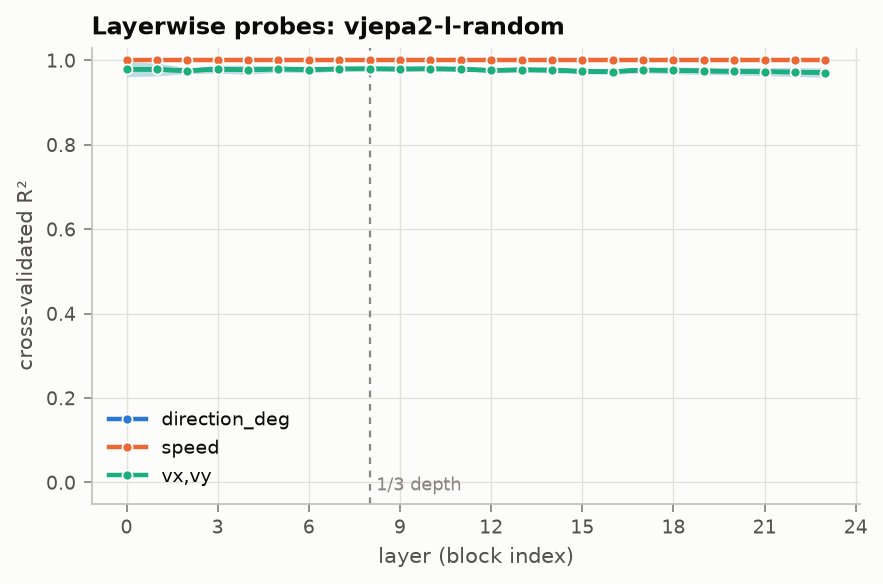 Layerwise probes: vjepa2-l-random
cross-validated R²
1.0
0.8
0.6
0.4
0.2
0.0
direction_deg
speed
vx,vy
1/3 depth
0 3 6 9 12 15 18 21 24
layer (block index)